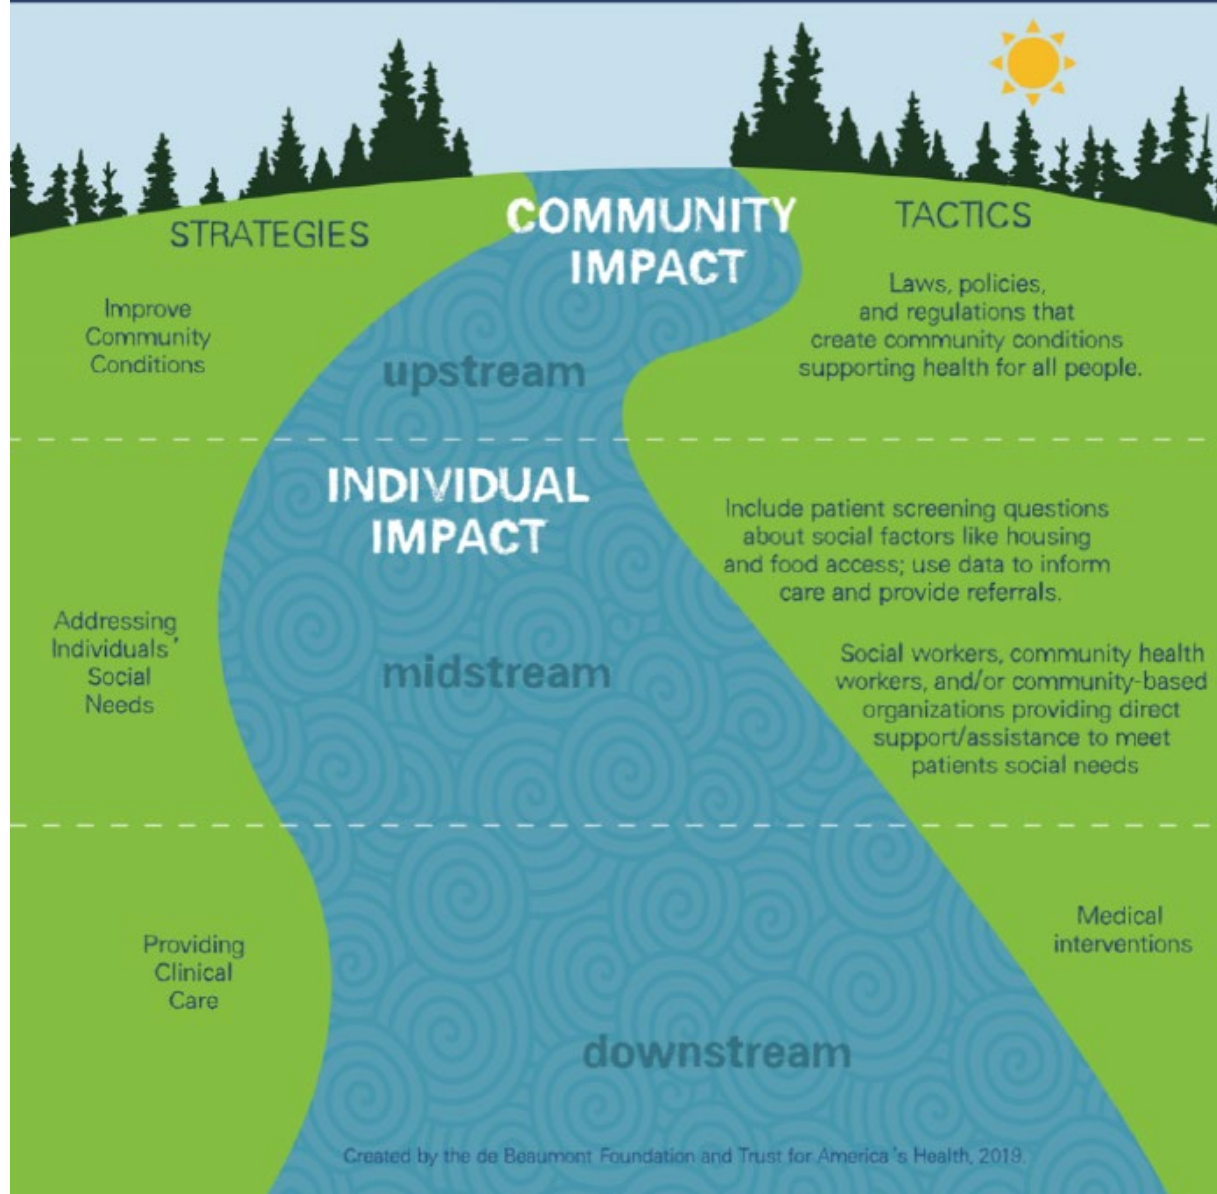 STRATEGIES
COMMUNITY
IMPACT
TACTICS
Improve
Community
Conditions
upstream
Laws, policies,
and regulations that
create community conditions
supporting health for all people.
INDIVIDUAL
IMPACT
Addressing
Individuals'
Social
Needs
midstream
Include patient screening questions
about social factors like housing
and food access; use data to inform
care and provide referrals.
Social workers, community health
workers, and/or community-based
organizations providing direct
support/assistance to meet
patients social needs
Providing
Clinical
Care
downstream
Medical
interventions
Created by the de Beaumont Foundation and Trust for America's Health, 2019.